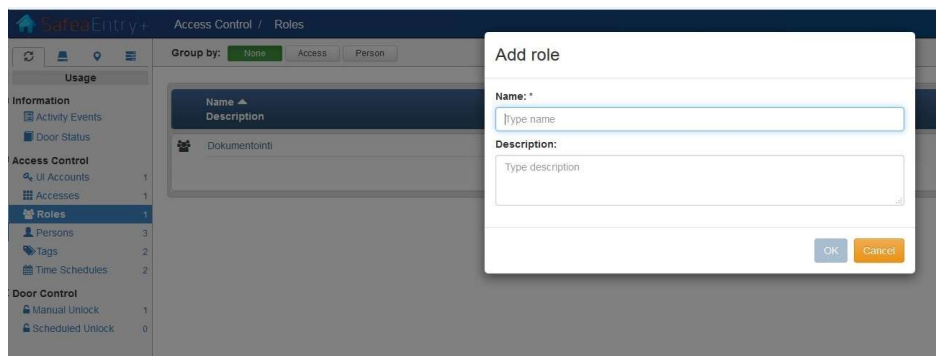 SafeaEntry+
Access Control / Roles
Group by: None Access Person
Usage
Information
Activity Events
Door Status
Access Control
UI Accounts 1
Accesses 1
Roles 1
Persons 3
Tags 2
Time Schedules 2
Door Control
Manual Unlock 1
Scheduled Unlock 0
Name
Description
Dokumentointi
Add role
Name: *
Type name
Description:
Type description
OK Cancel